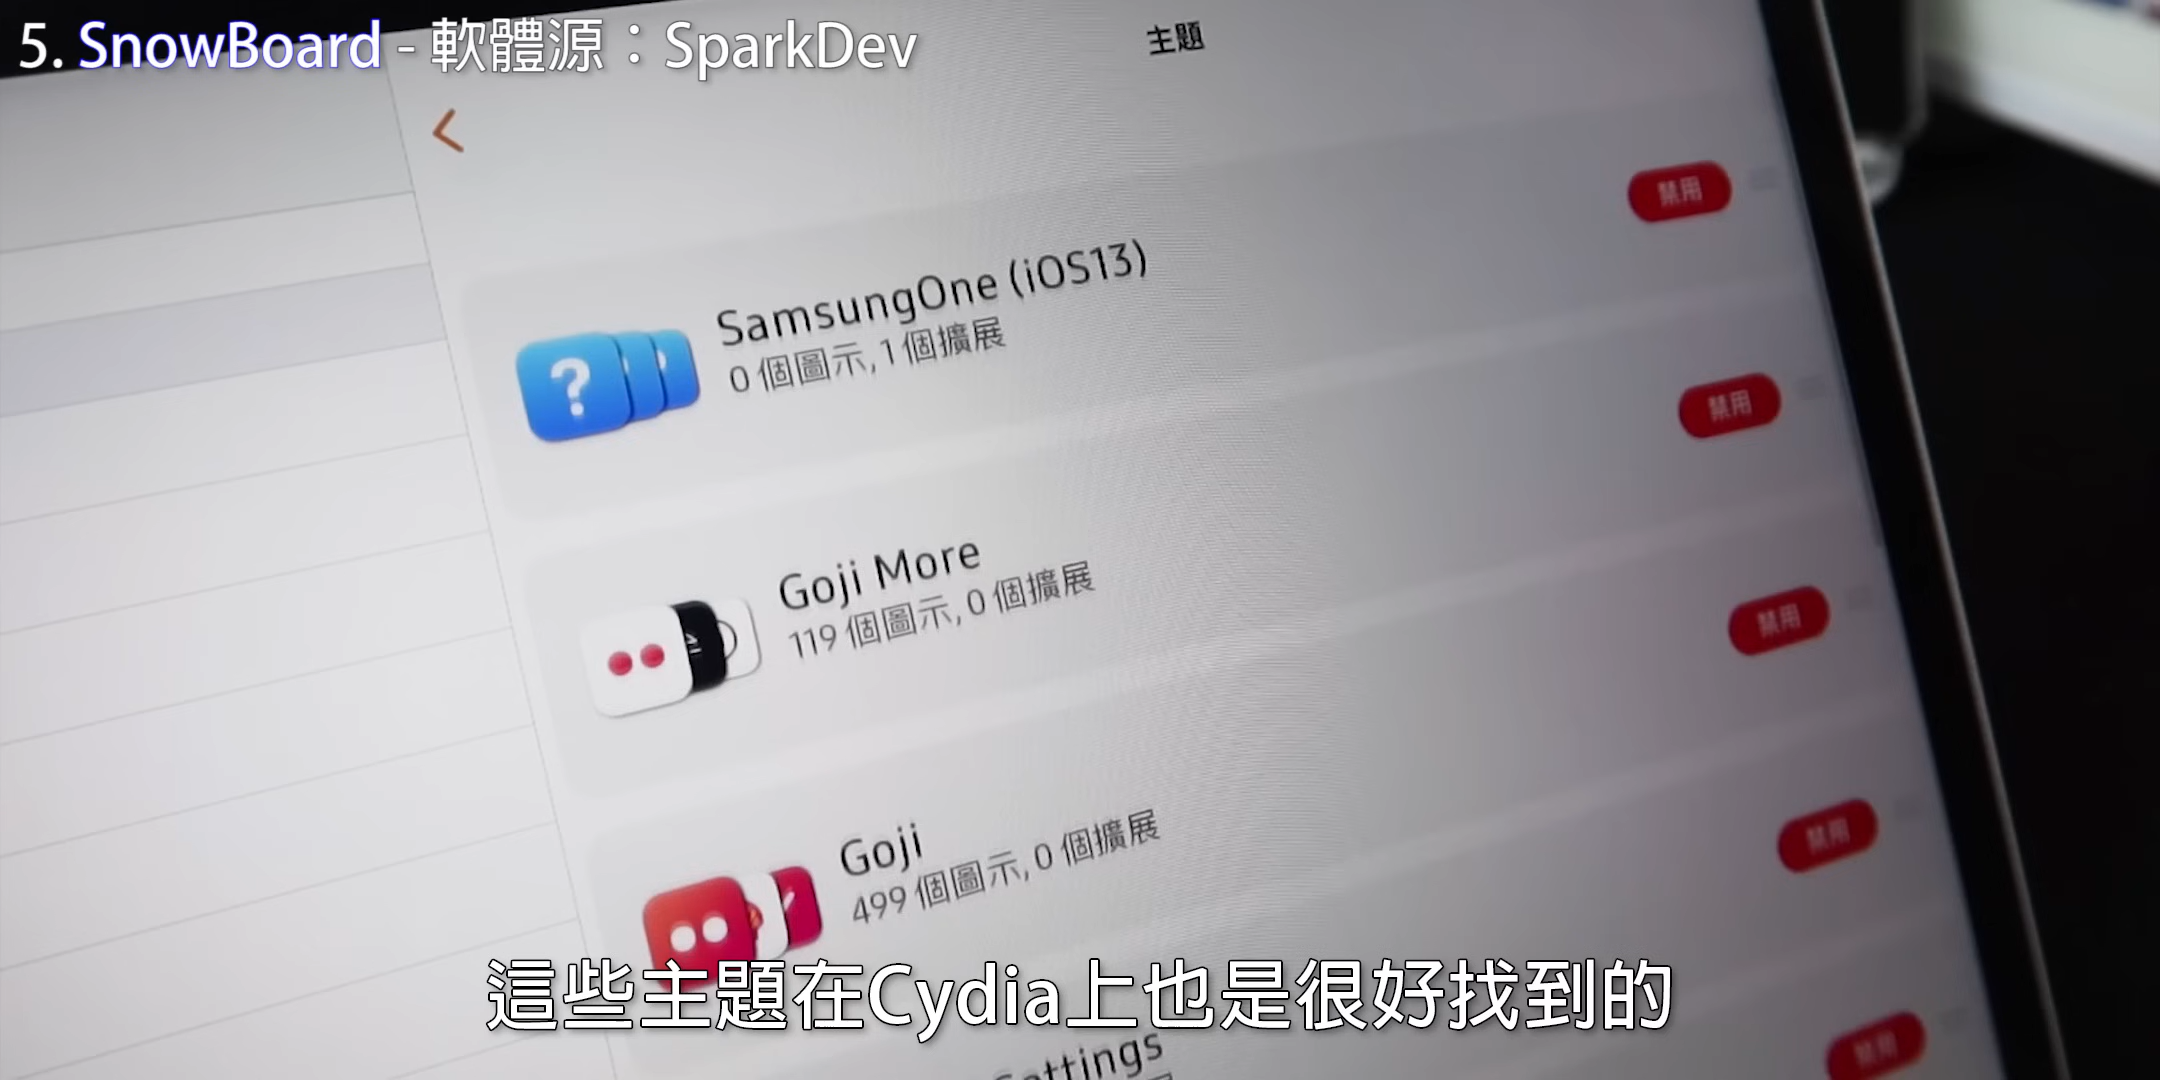 5. SnowBoard - 軟體源：SparkDev
主題
禁用
SamsungOne (iOS13)
0 個圖示, 1 個擴展
禁用
Goji More
119 個圖示, 0 個擴展
禁用
Goji
499 個圖示, 0 個擴展
禁用
這些主題在Cydia上也是很好找到的
Settings
禁用